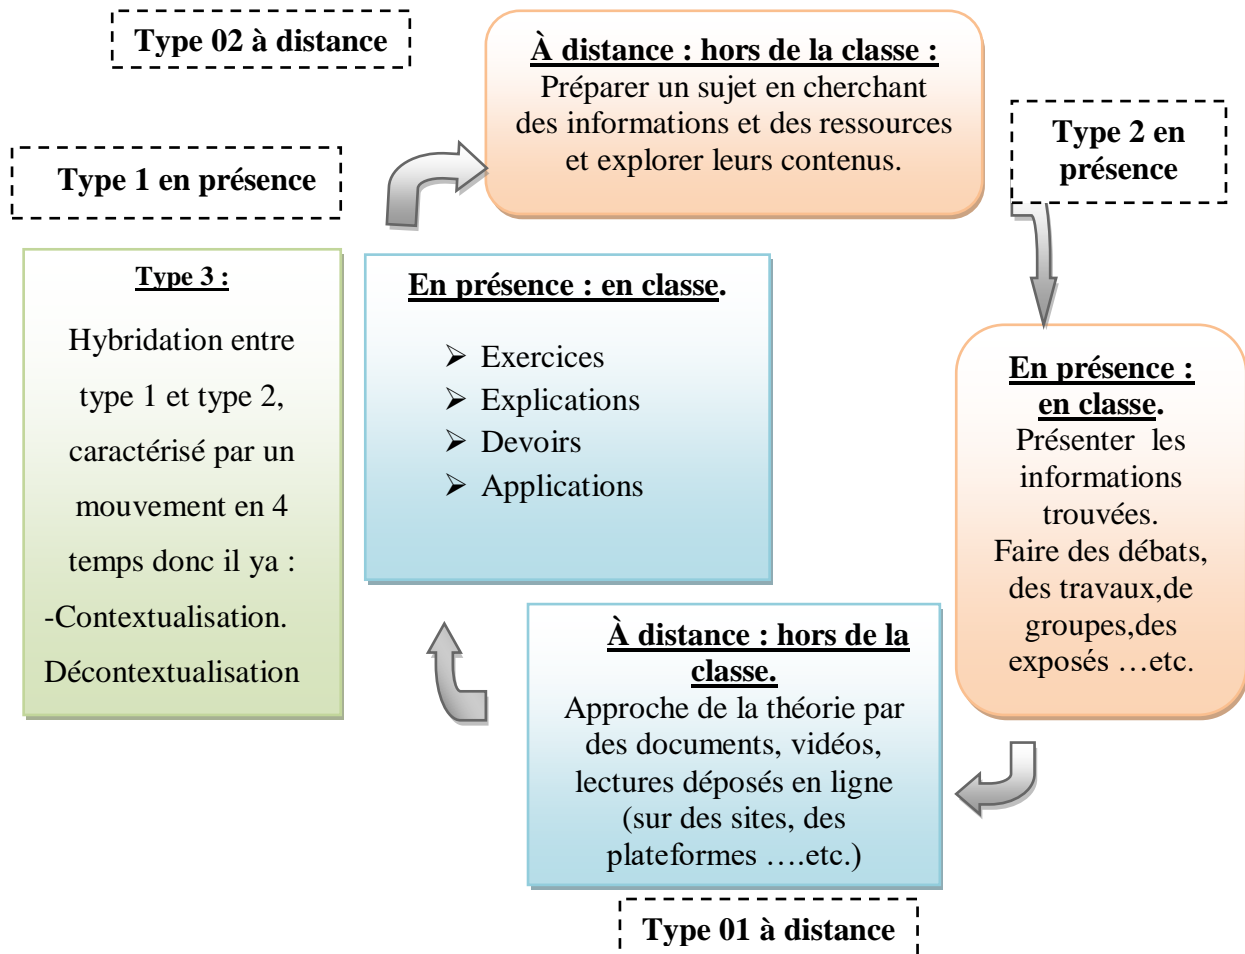 Type 02 à distance
À distance : hors de la classe :
Préparer un sujet en cherchant
des informations et des ressources
et explorer leurs contenus.
Type 2 en
présence
Type 1 en présence
Type 3 :
Hybridation entre
type 1 et type 2,
caractérisé par un
mouvement en 4
temps donc il ya :
-Contextualisation.
Décontextualisation
En présence : en classe.
➢ Exercices
➢ Explications
➢ Devoirs
➢ Applications
En présence :
en classe.
Présenter les
informations
trouvées.
Faire des débats,
des travaux,de
groupes,des
exposés …etc.
À distance : hors de la
classe.
Approche de la théorie par
des documents, vidéos,
lectures déposés en ligne
(sur des sites, des
plateformes ….etc.)
Type 01 à distance